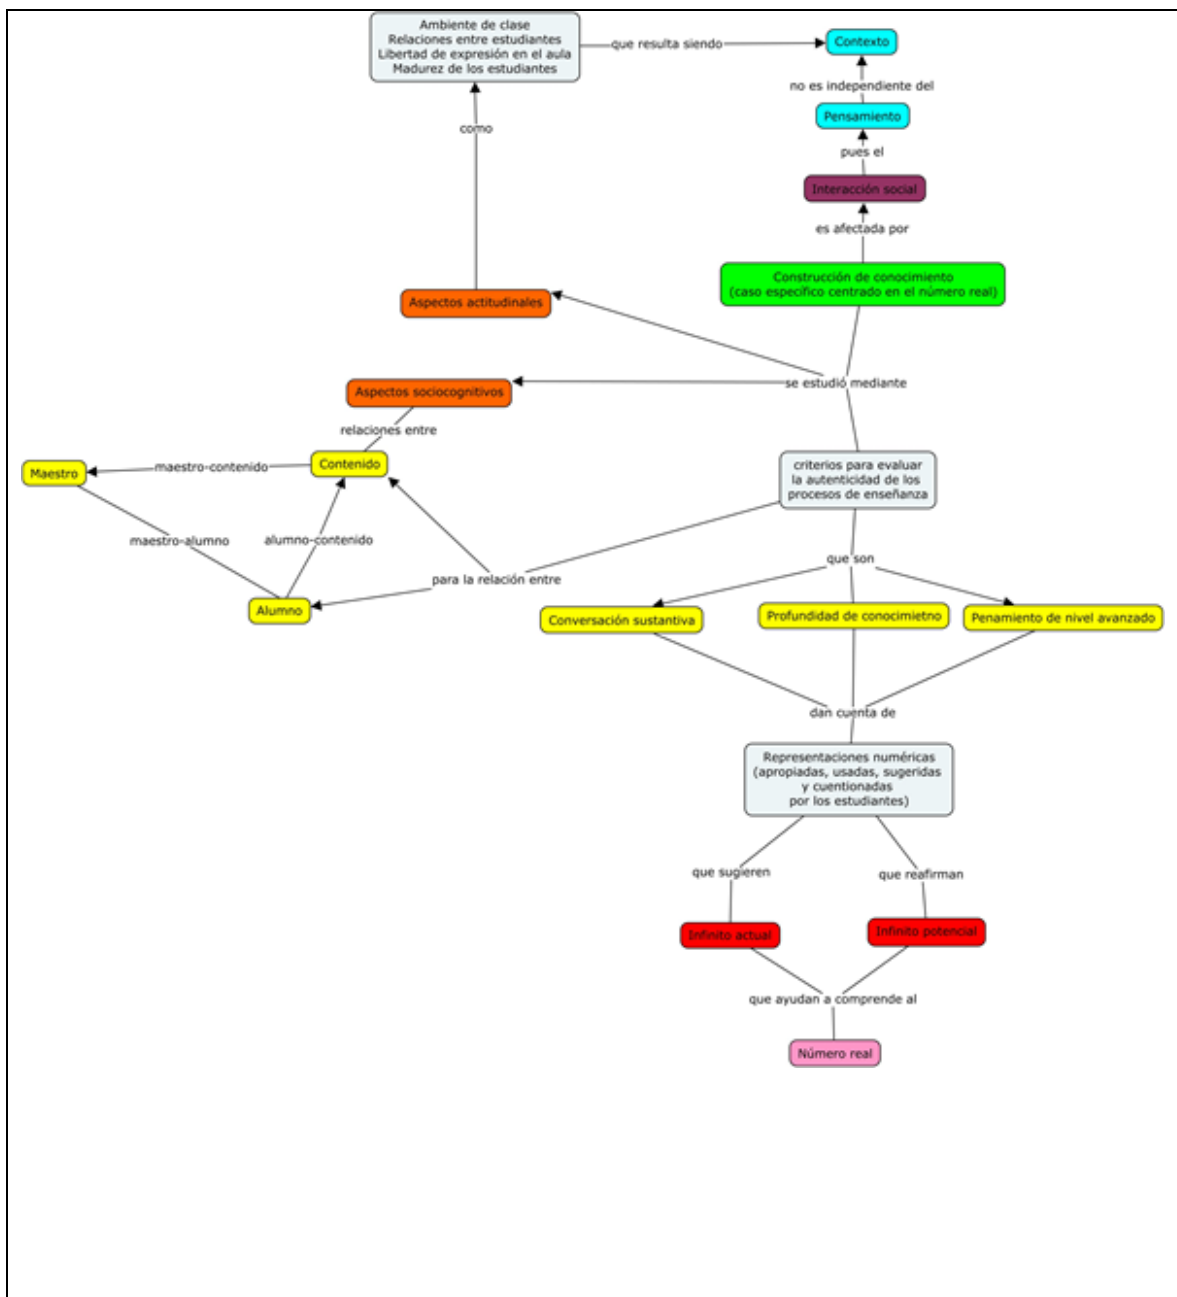 Ambiente de clase
Relaciones entre estudiantes
Libertad de expresión en el aula
Madurez de los estudiantes
que resulta siendo
Contexto
no es independiente del
Pensamiento
como
pues el
Interacción social
es afectada por
Construcción de conocimiento
(caso específico centrado en el número real)
Aspectos actitudinales
se estudió mediante
Aspectos sociocognitivos
relaciones entre
Contenido
maestro-contenido
Maestro
criterios para evaluar
la autenticidad de los
procesos de enseñanza
maestro-alumno
alumno-contenido
para la relación entre
que son
Alumno
Conversación sustantiva
Profundidad de conocimietno
Penamiento de nivel avanzado
dan cuenta de
Representaciones numéricas
(apropiadas, usadas, sugeridas
y cuentionadas
por los estudiantes)
que sugieren
que reafirman
Infinito actual
Infinito potencial
que ayudan a comprende al
Número real